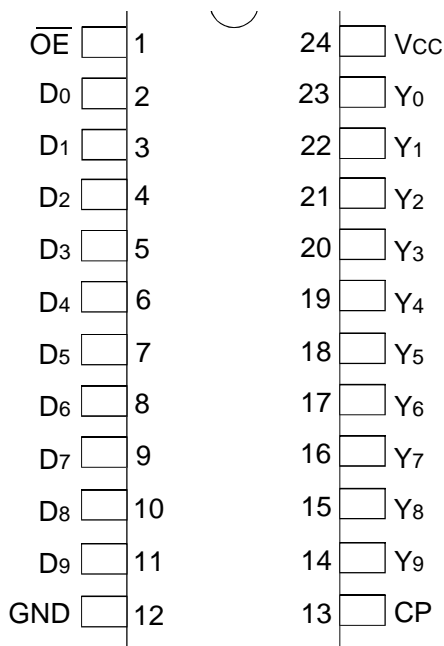 OE 1 24 VCC
D0 2 23 Y0
D1 3 22 Y1
D2 4 21 Y2
D3 5 20 Y3
D4 6 19 Y4
D5 7 18 Y5
D6 8 17 Y6
D7 9 16 Y7
D8 10 15 Y8
D9 11 14 Y9
GND 12 13 CP